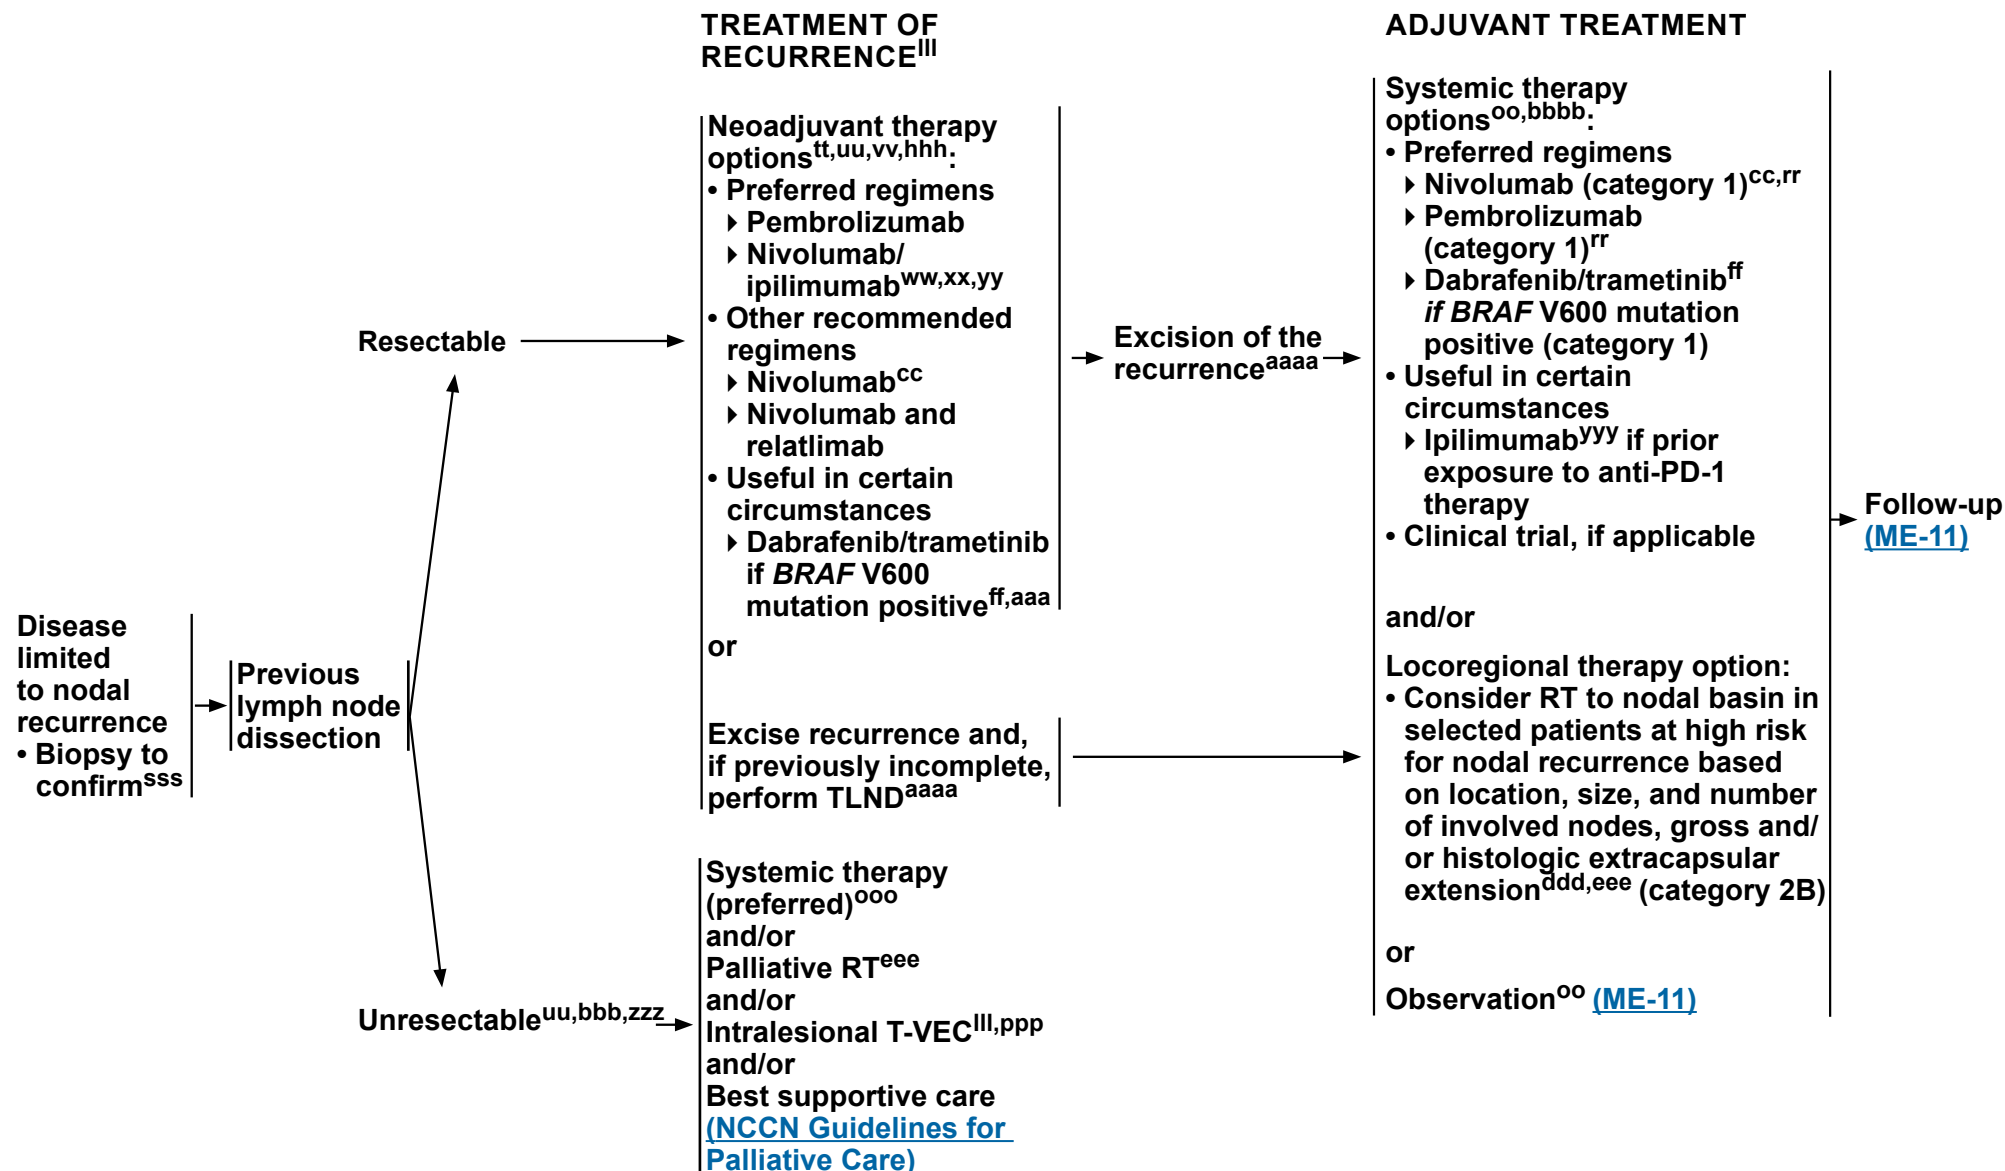 TREATMENT OF
RECURRENCElll
Neoadjuvant therapy
optionstt,uu,vv,hhh:
• Preferred regimens
▸ Pembrolizumab
▸ Nivolumab/
ipilimumabww,xx,yy
• Other recommended
regimens
▸ Nivolumabcc
▸ Nivolumab and
relatlimab
• Useful in certain
circumstances
▸ Dabrafenib/trametinib
if BRAF V600
mutation positiveff,aaa
or
Excise recurrence and,
if previously incomplete,
perform TLNDaaaa
ADJUVANT TREATMENT
Systemic therapy
optionsoo,bbbb:
• Preferred regimens
▸ Nivolumab (category 1)cc,rr
▸ Pembrolizumab
(category 1)rr
▸ Dabrafenib/trametinibff
if BRAF V600 mutation
positive (category 1)
• Useful in certain
circumstances
▸ Ipilimumabyyy if prior
exposure to anti-PD-1
therapy
• Clinical trial, if applicable
and/or
Locoregional therapy option:
• Consider RT to nodal basin in
selected patients at high risk
for nodal recurrence based
on location, size, and number
of involved nodes, gross and/
or histologic extracapsular
extensionddd,eee (category 2B)
or
Observationoo (ME-11)
Resectable
Excision of the
recurrenceaaaa
Follow-up
(ME-11)
Disease
limited
to nodal
recurrence
• Biopsy to
confirmsss
Previous
lymph node
dissection
Unresectableuu,bbb,zzz
Systemic therapy
(preferred)ooo
and/or
Palliative RTeee
and/or
Intralesional T-VEClll,ppp
and/or
Best supportive care
(NCCN Guidelines for
Palliative Care)